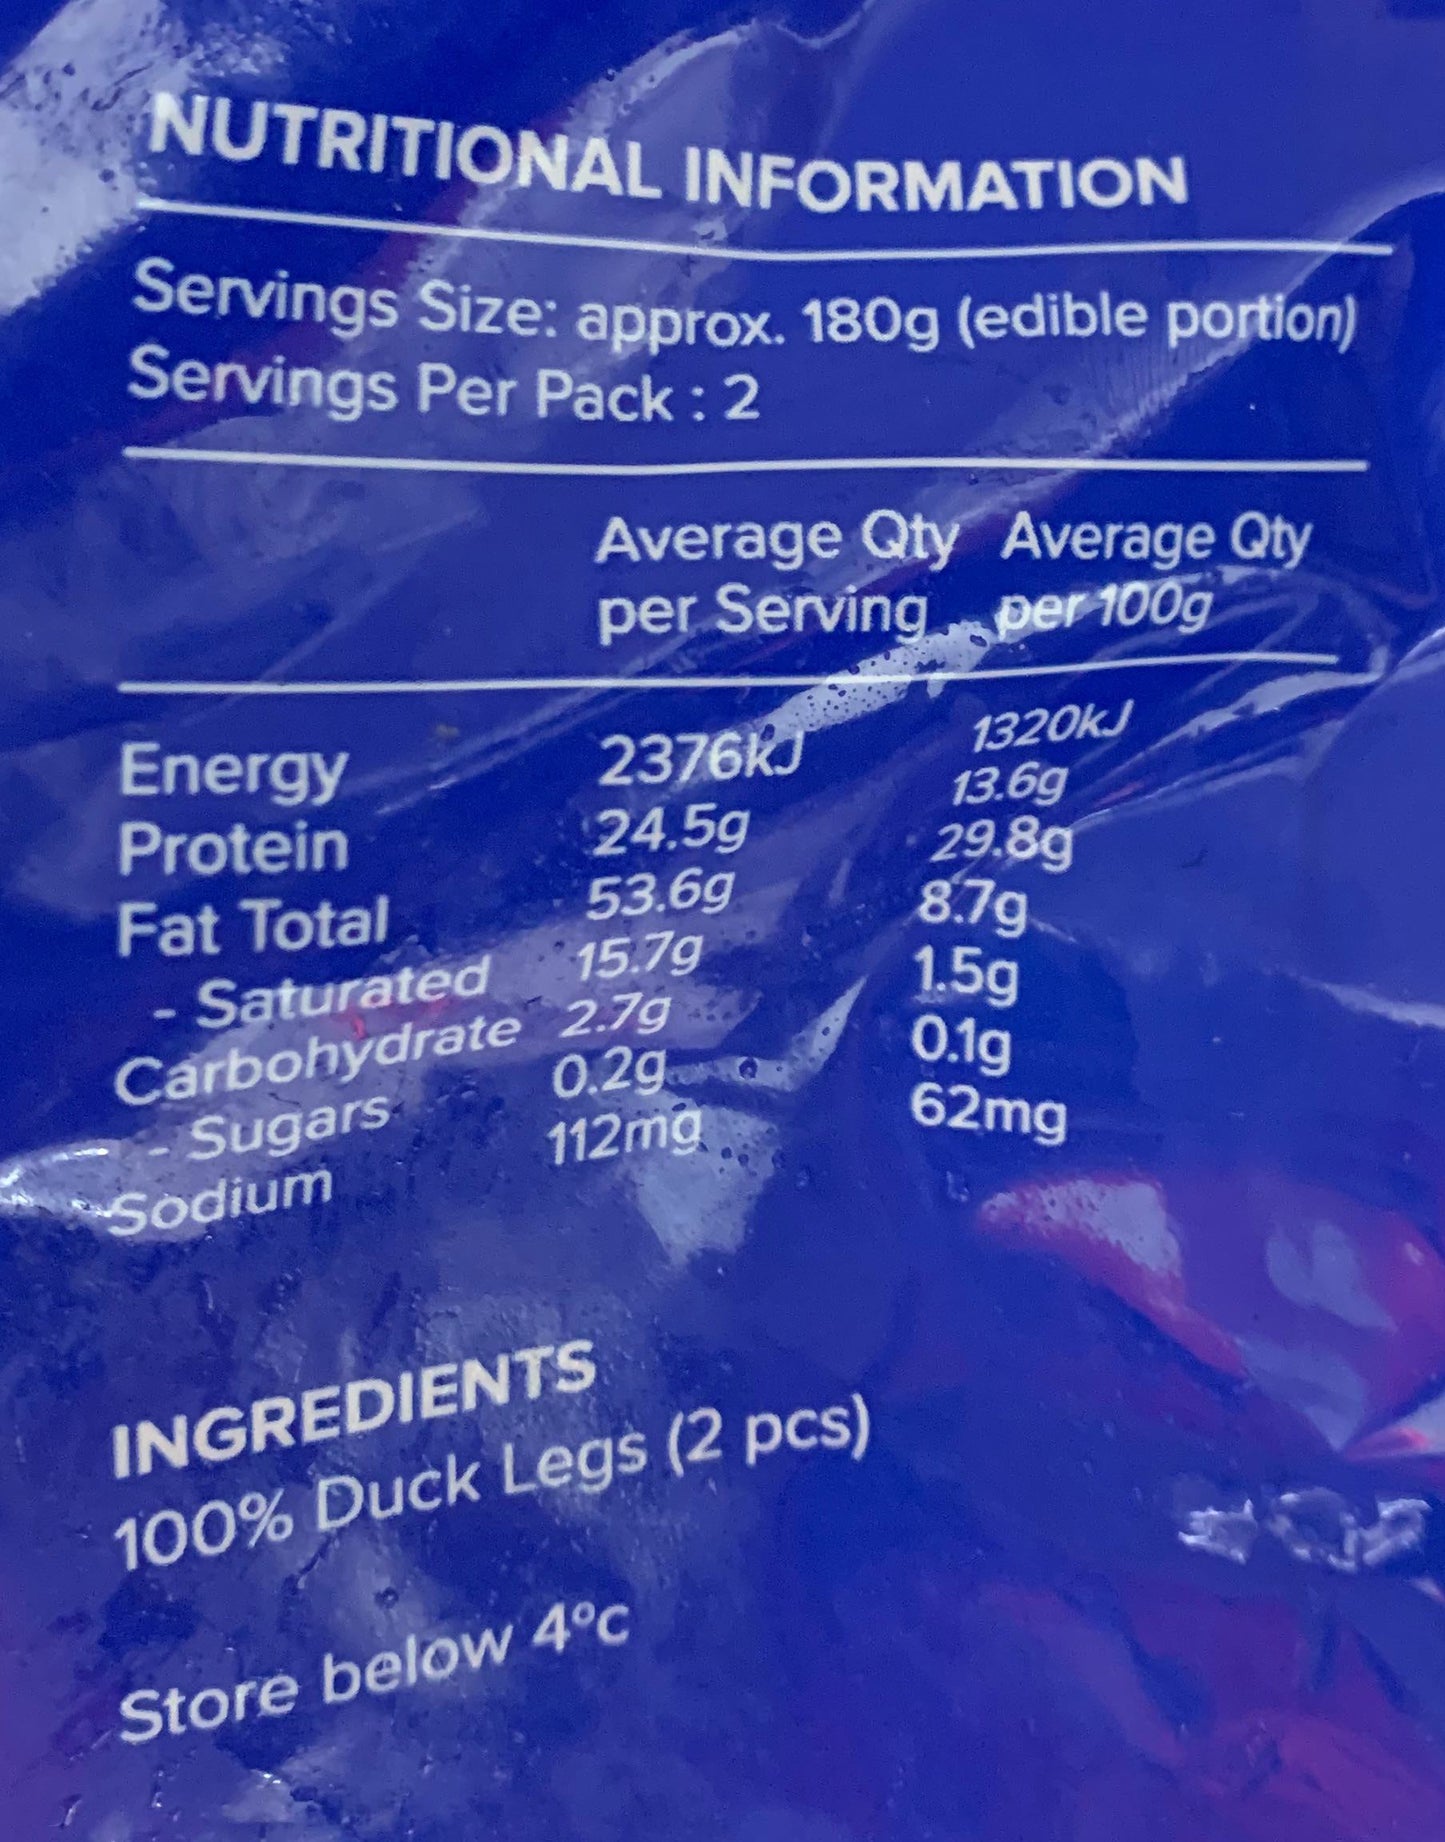 NUTRITIONAL INFORMATION
Servings Size: approx. 180g (edible portion)
Servings Per Pack : 2
Average Qty Average Qty
per Serving per 100g
Energy 2376kJ 1320kJ
Protein 24.5g 13.6g
Fat Total 53.6g 29.8g
- Saturated 15.7g 8.7g
Carbohydrate 2.7g 1.5g
- Sugars 0.2g 0.1g
Sodium 112mg 62mg
INGREDIENTS
100% Duck Legs (2 pcs)
Store below 4°c